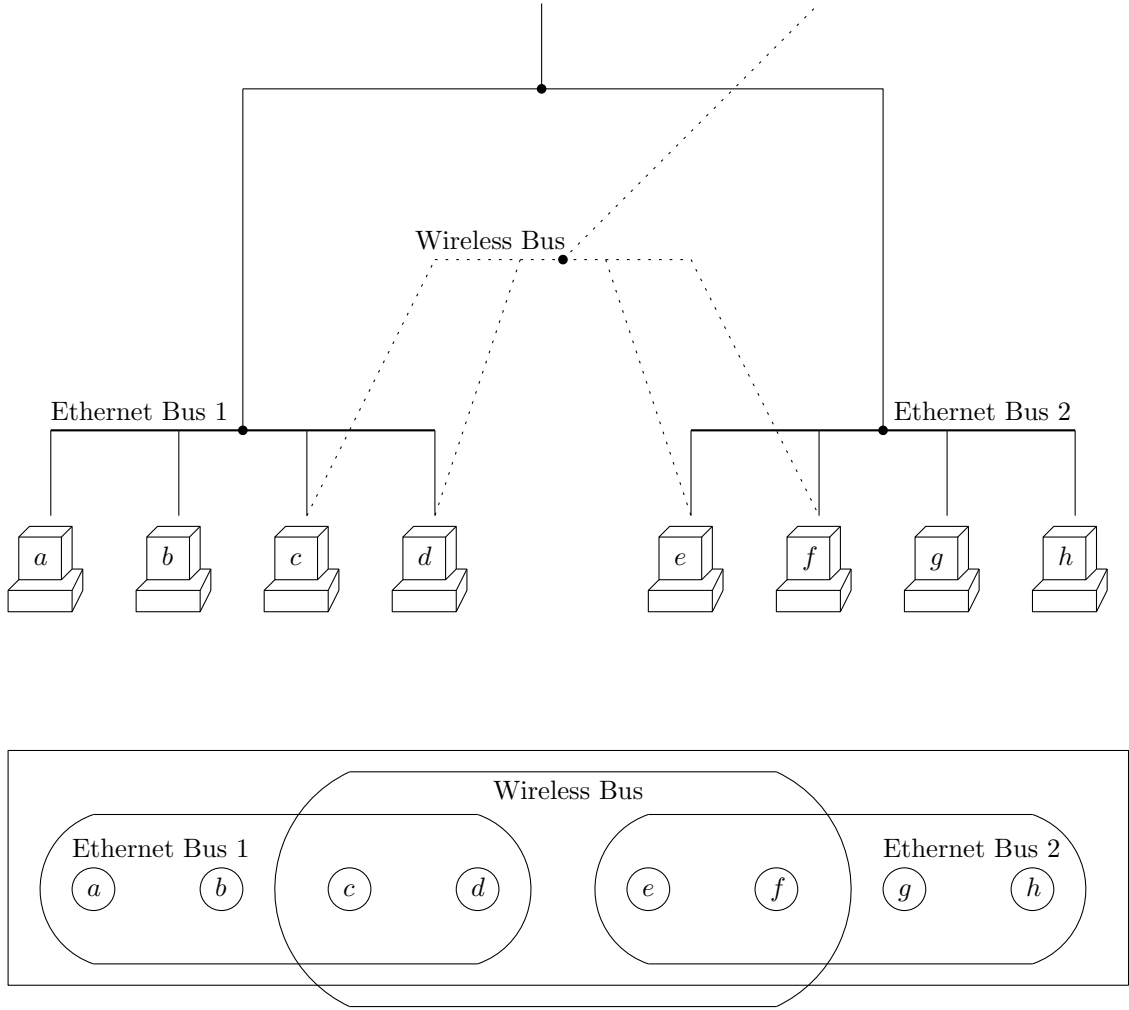 Wireless Bus
Ethernet Bus 1
Ethernet Bus 2
a b c d e f g h
Wireless Bus
Ethernet Bus 1
Ethernet Bus 2
a b c d e f g h